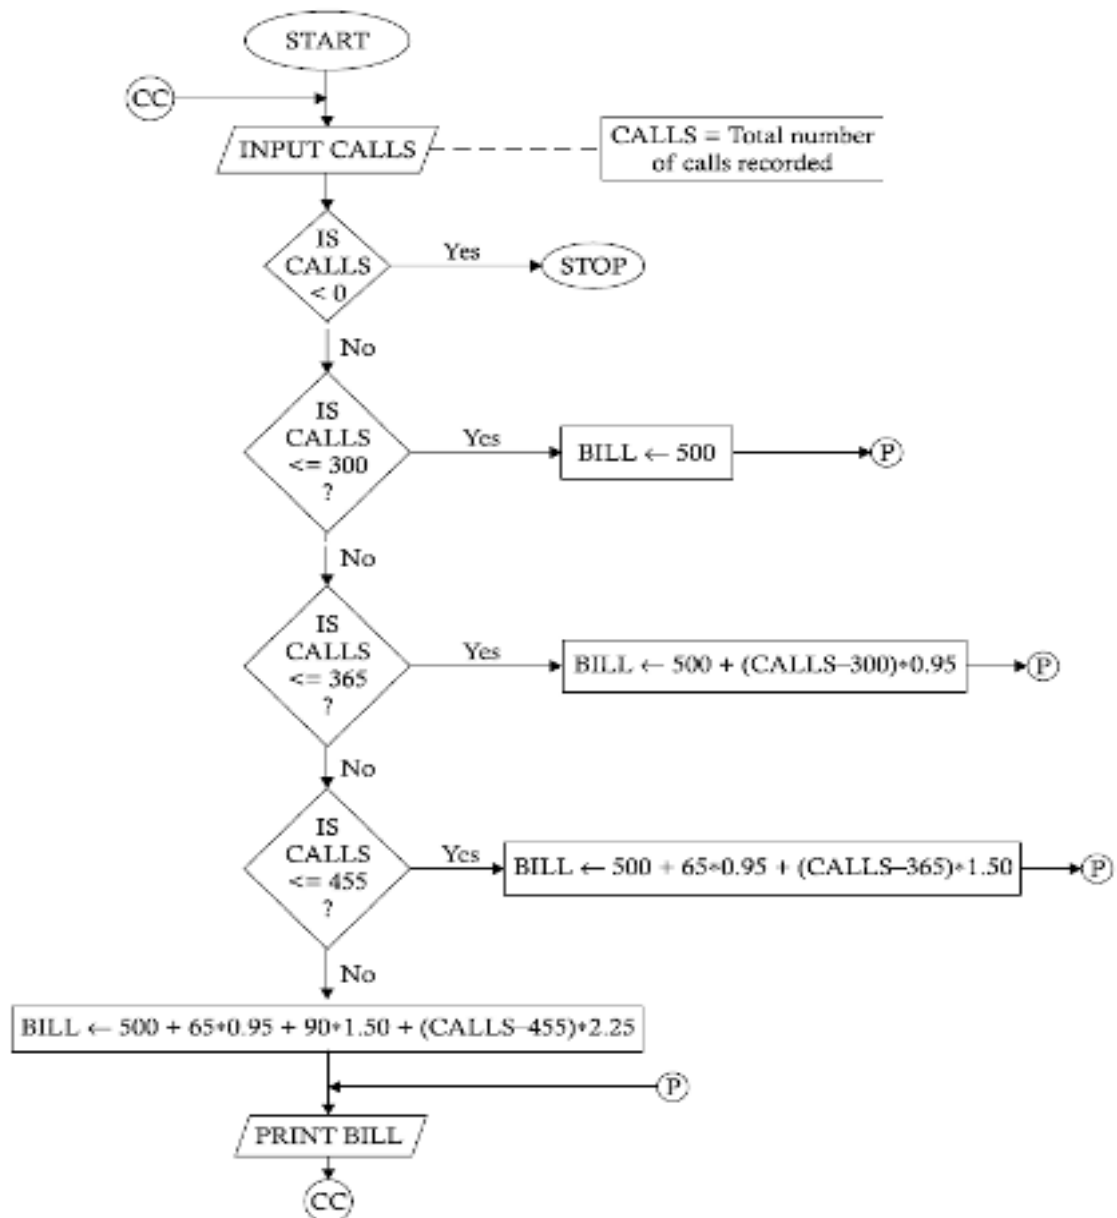 START
CC
INPUT CALLS
CALLS = Total number
of calls recorded
IS
CALLS
< 0
Yes
STOP
No
IS
CALLS
<= 300
?
Yes
BILL ← 500
P
No
IS
CALLS
<= 365
?
Yes
BILL ← 500 + (CALLS–300)*0.95
P
No
IS
CALLS
<= 455
?
Yes
BILL ← 500 + 65*0.95 + (CALLS–365)*1.50
P
No
BILL ← 500 + 65*0.95 + 90*1.50 + (CALLS–455)*2.25
P
PRINT BILL
CC